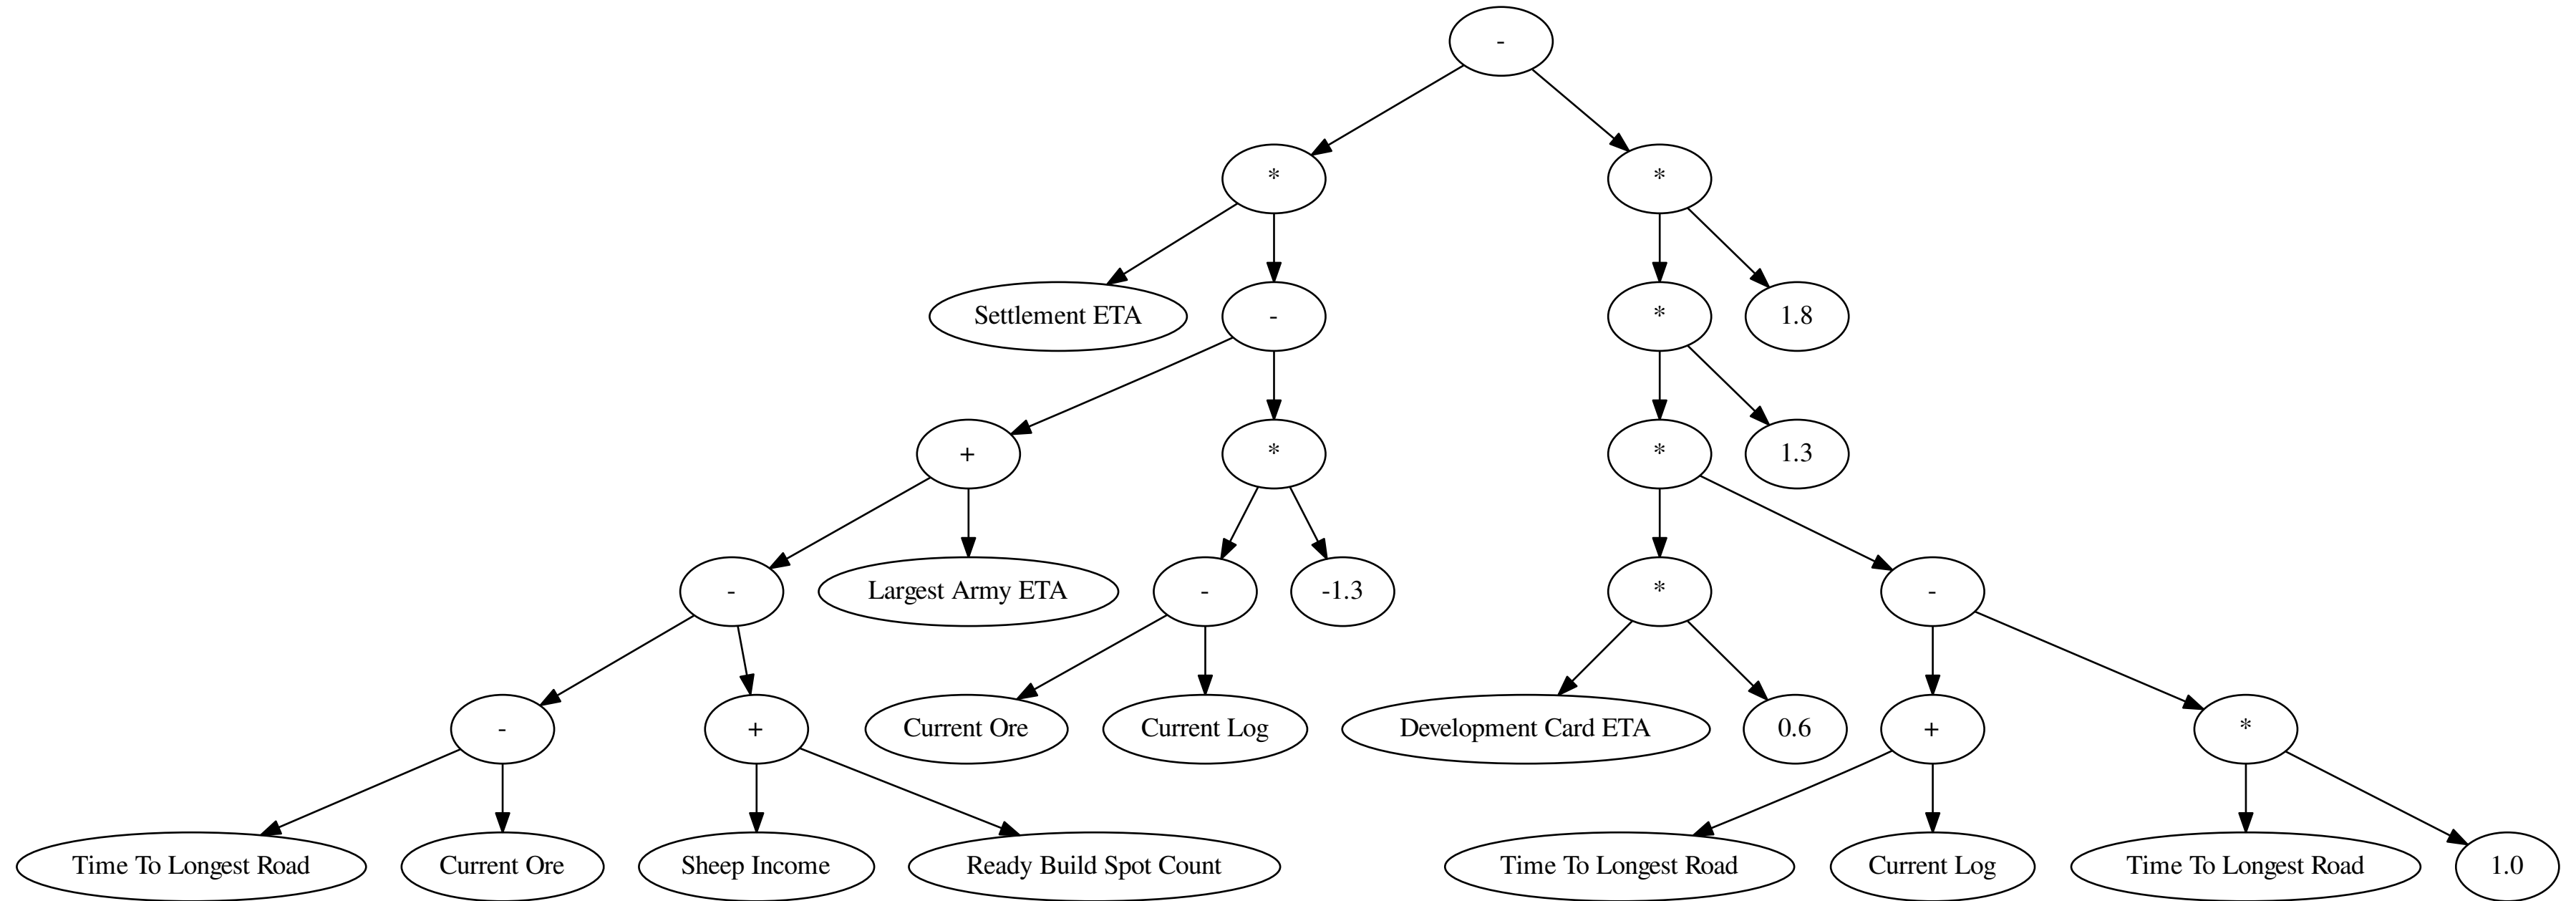 -
* *
Settlement ETA - * 1.8
+ * * 1.3
- Largest Army ETA - -1.3 * -
- + Current Ore Current Log Development Card ETA 0.6 + *
Time To Longest Road Current Ore Sheep Income Ready Build Spot Count Time To Longest Road Current Log Time To Longest Road 1.0